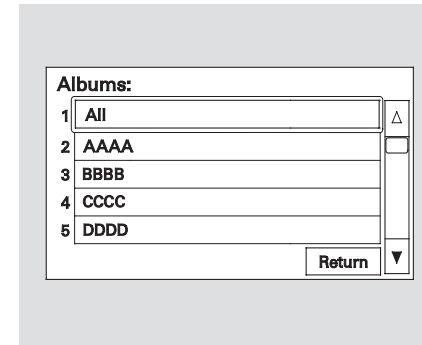 Albums:
1 All
2 AAAA
3 BBBB
4 CCCC
5 DDDD
Return